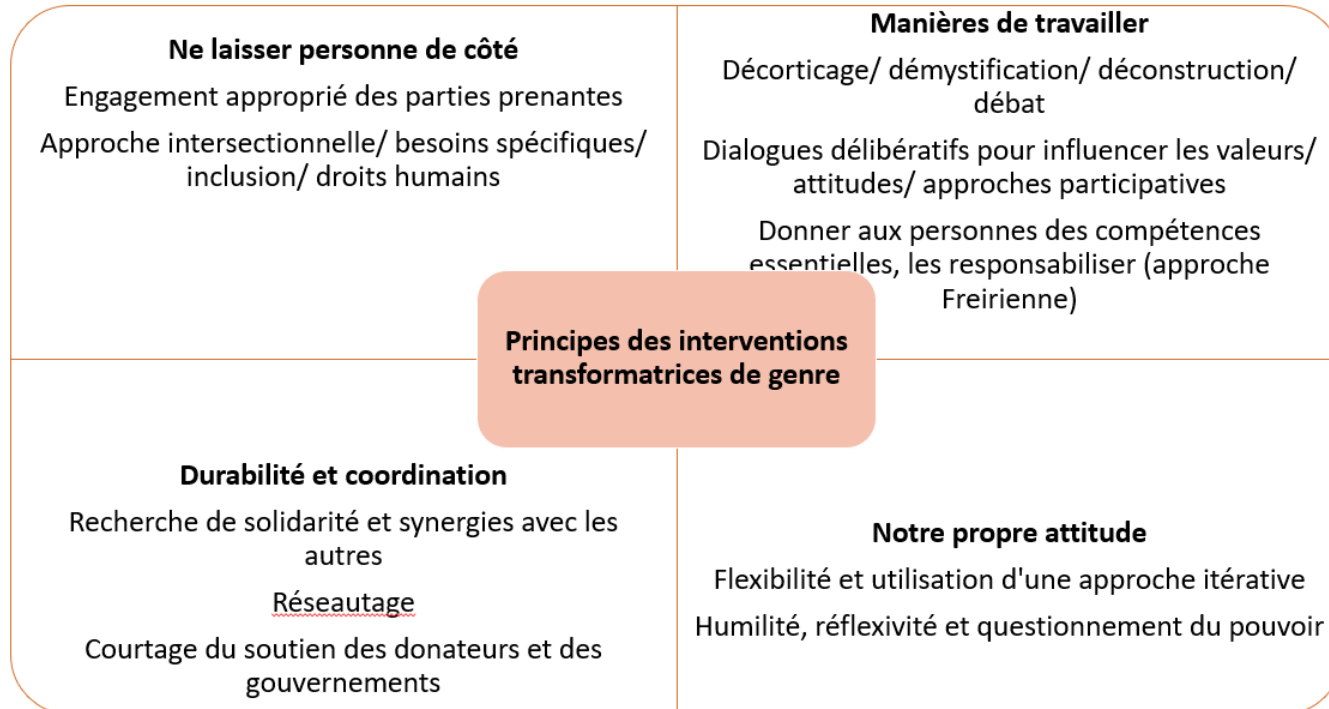 Ne laisser personne de côté
Engagement approprié des parties prenantes
Approche intersectionnelle/ besoins spécifiques/
inclusion/ droits humains
Manières de travailler
Décorticage/ démystification/ déconstruction/
débat
Dialogues délibératifs pour influencer les valeurs/
attitudes/ approches participatives
Donner aux personnes des compétences
essentielles, les responsabiliser (approche
Freirienne)
Principes des interventions
transformatrices de genre
Durabilité et coordination
Recherche de solidarité et synergies avec les
autres
Réseautage
Courtage du soutien des donateurs et des
gouvernements
Notre propre attitude
Flexibilité et utilisation d'une approche itérative
Humilité, réflexivité et questionnement du pouvoir